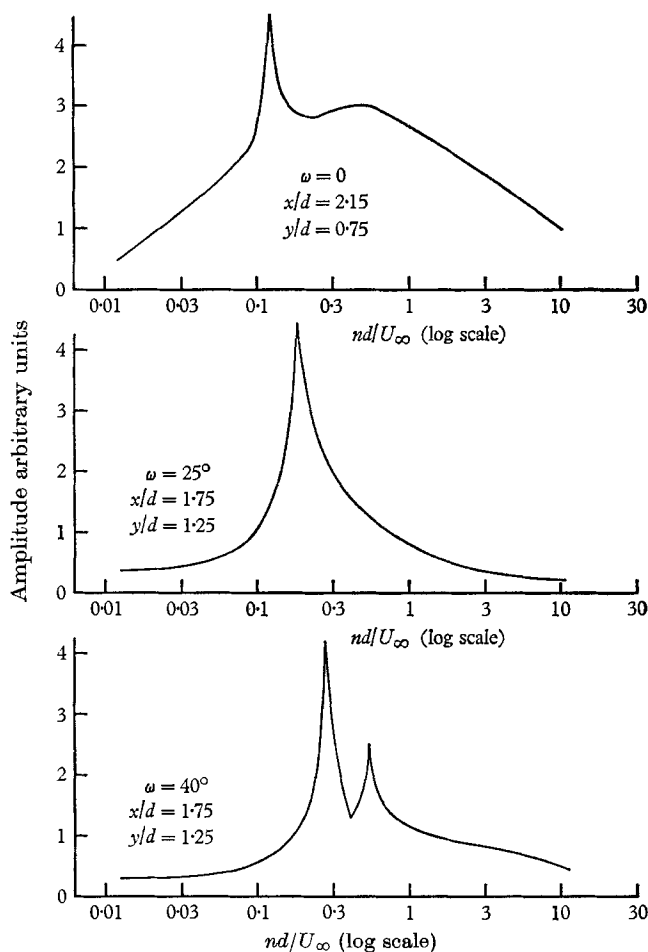 4
3
2
1
0
ω = 0
x/d = 2·15
y/d = 0·75
0·01 0·03 0·1 0·3 1 3 10 30
nd/U∞ (log scale)
Amplitude arbitrary units
4
3
2
1
0
ω = 25°
x/d = 1·75
y/d = 1·25
0·01 0·03 0·1 0·3 1 3 10 30
nd/U∞ (log scale)
4
3
2
1
0
ω = 40°
x/d = 1·75
y/d = 1·25
0·01 0·03 0·1 0·3 1 3 10 30
nd/U∞ (log scale)